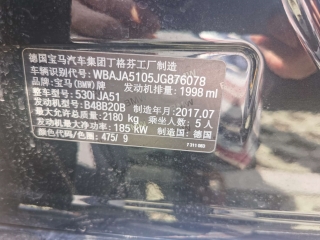 德国宝马汽车集团丁格芬工厂制造
车辆识别代号: WBAJA5105JG876078
品牌: 宝马(BMW)牌 发动机排量: 1998 ml
整车型号: 530i JA51
发动机型号: B48B20B 制造年月: 2017.07
最大允许总质量: 2180 kg 乘坐人数: 5 人
发动机最大净功率: 185 kW 制造国: 德国
颜色代码/色图: 475/ 9